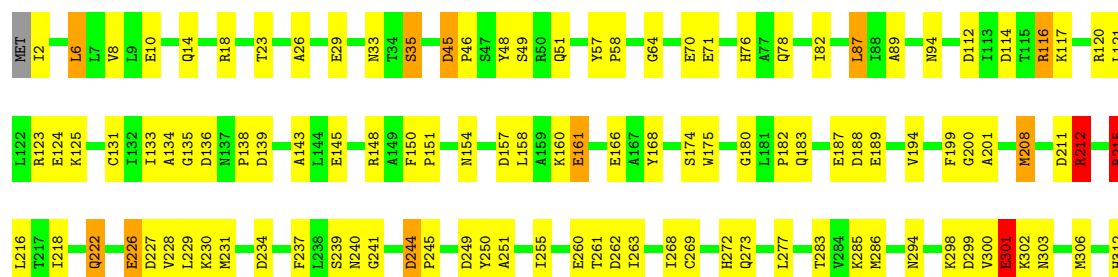 MET I2 L6 L7 V8 L9 E10 Q14 R18 T23 A26 E29 N33 T34 S35 D45 P46 S47 Y48 S49 R50 Q51 Y57 P58 G64 E70 E71 H76 A77 Q78 I82 L87 I88 A89 N94 D112 I113 D114 T115 R116 K117 R120 L121
L122 R123 E124 K125 C131 I132 I133 A134 G135 D136 N137 P138 D139 A143 L144 E145 R148 A149 F150 P151 N154 D157 L158 A159 K160 E161 E166 A167 Y168 S174 W175 G180 L181 P182 Q183 E187 D188 E189 V194 F199 G200 A201 M208 D211 R212 R215
L216 T217 I218 Q222 E226 D227 V228 L229 K230 M231 D234 F237 L238 S239 N240 G241 D244 P245 D249 Y250 A251 I255 E260 T261 D262 I263 I268 C269 H272 Q273 L277 T283 V284 K285 M286 N294 K298 D299 V300 E301 K302 N303 M306